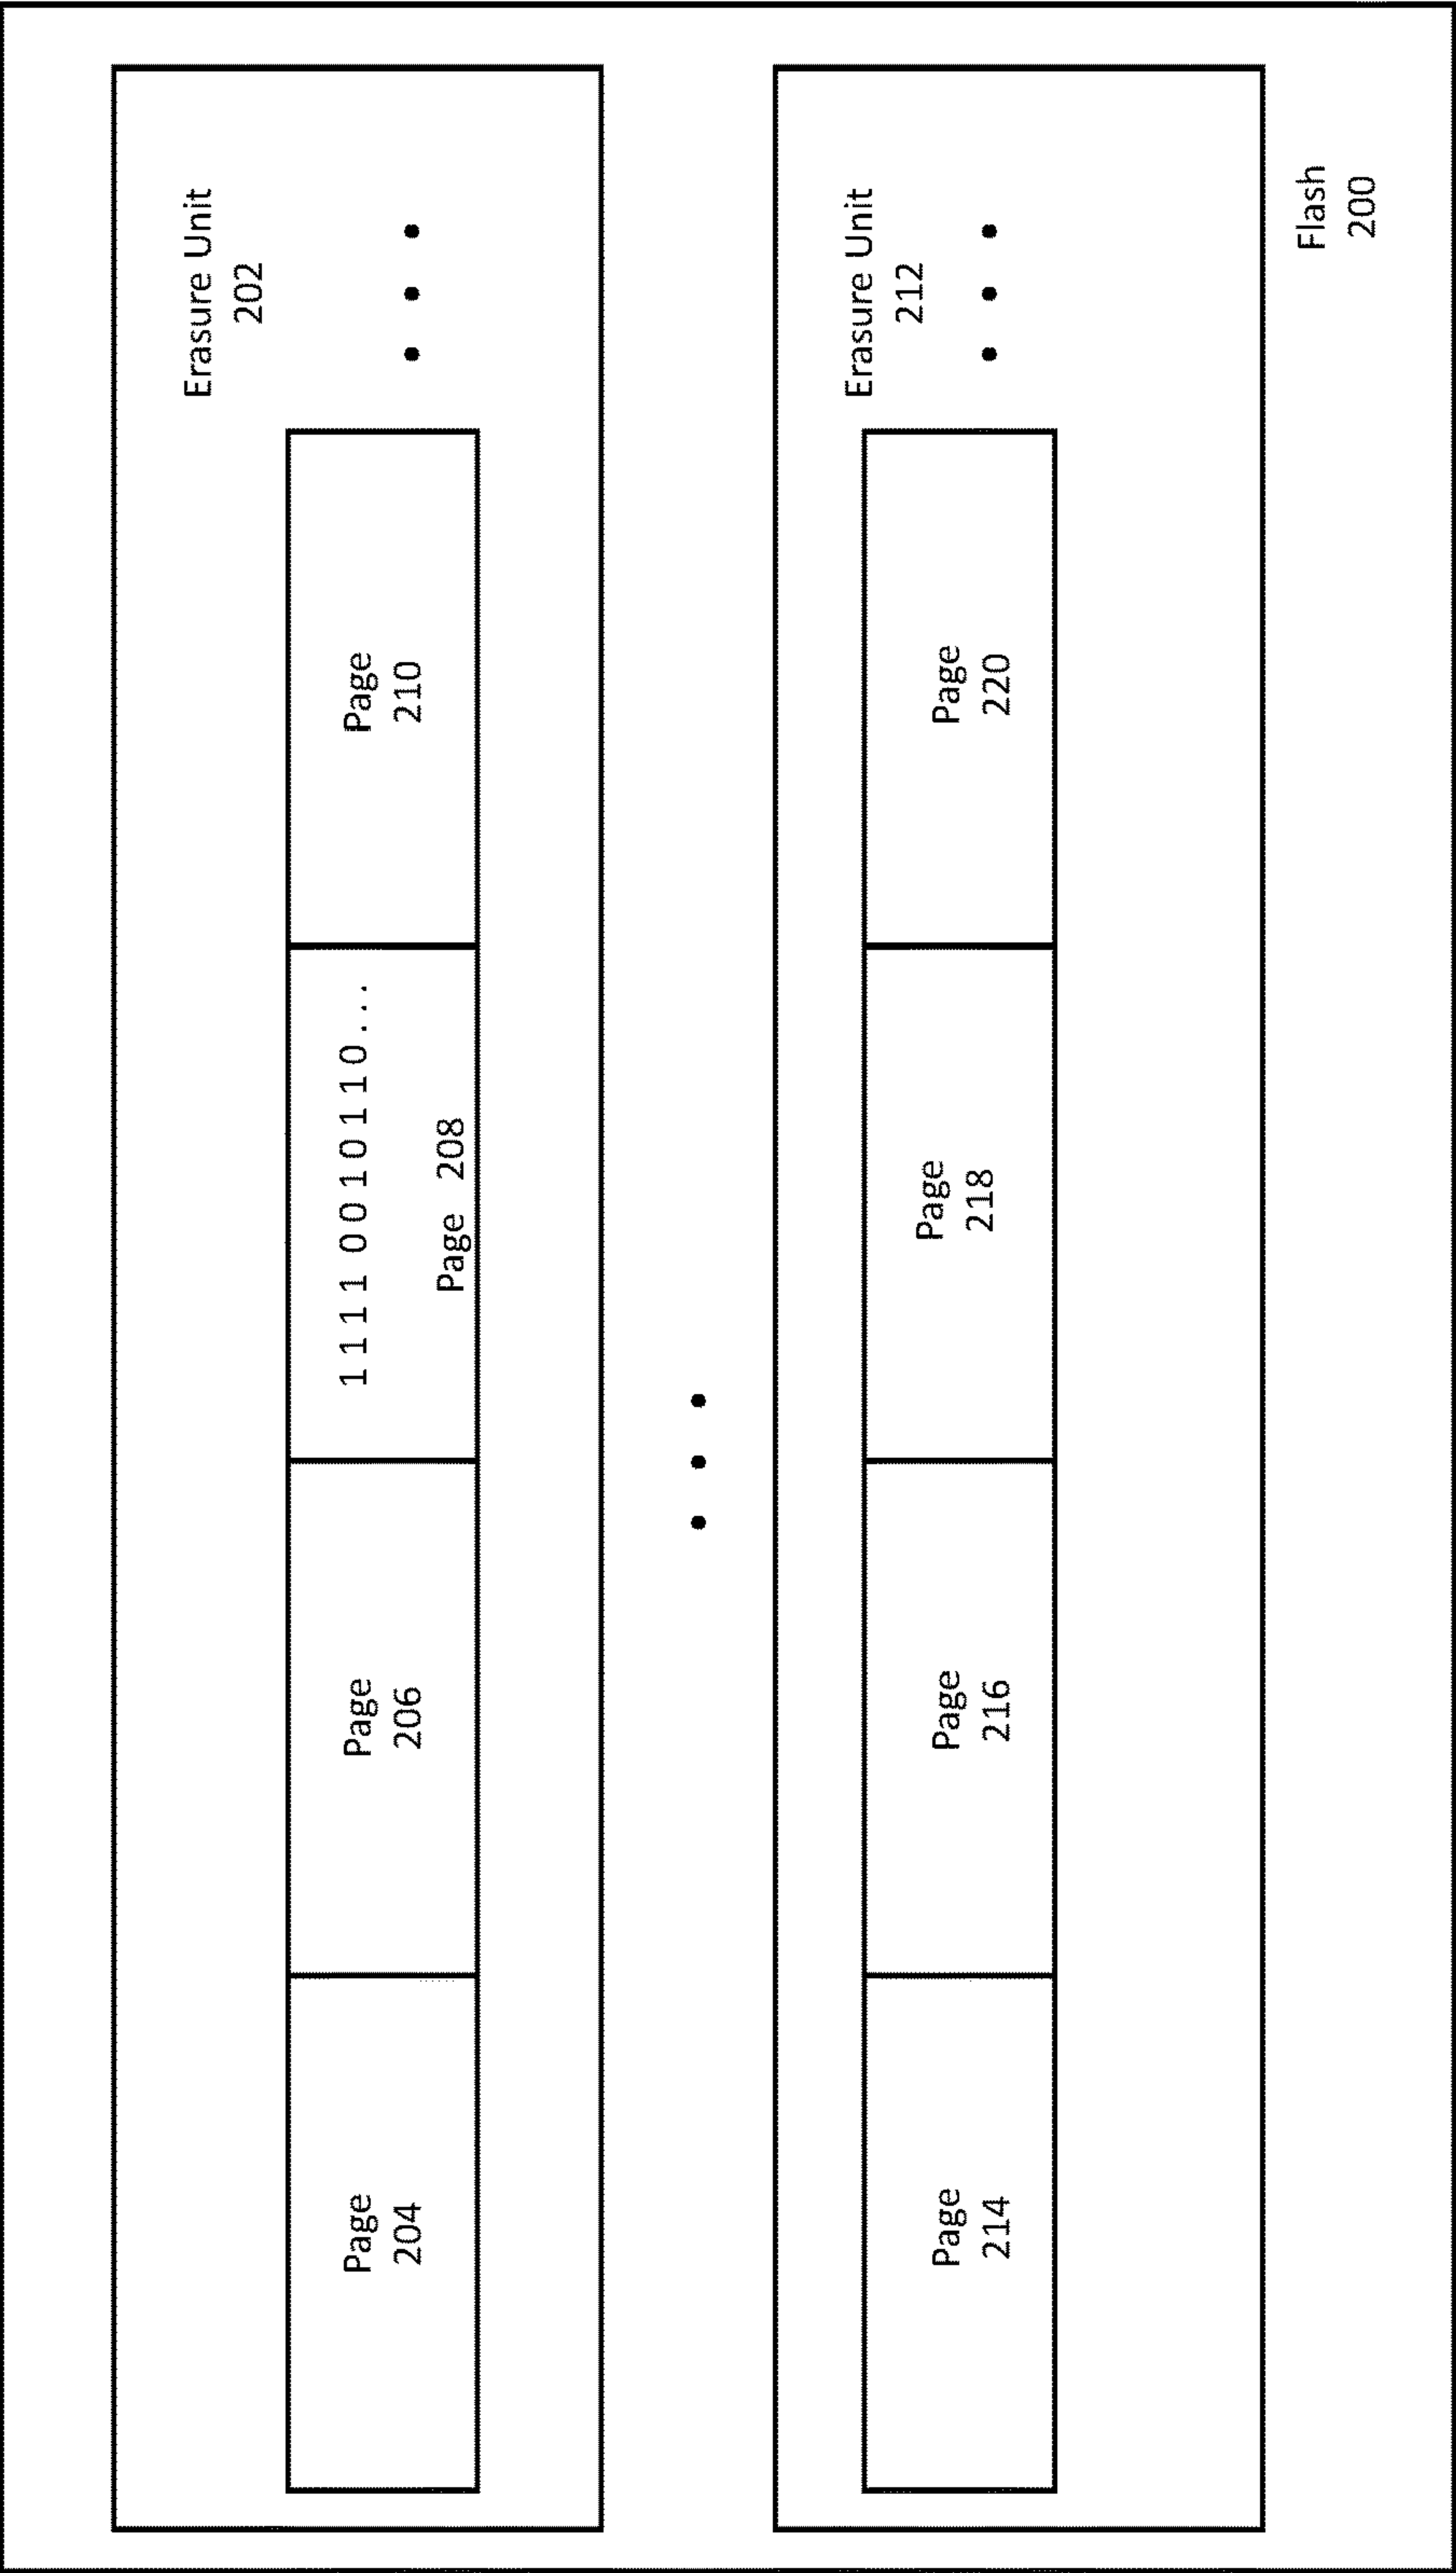 Erasure Unit
202
Page
204
Page
206
1 1 1 1 0 0 1 0 1 1 0 . . .
Page 208
Page
210
Erasure Unit
212
Page
214
Page
216
Page
218
Page
220
Flash
200